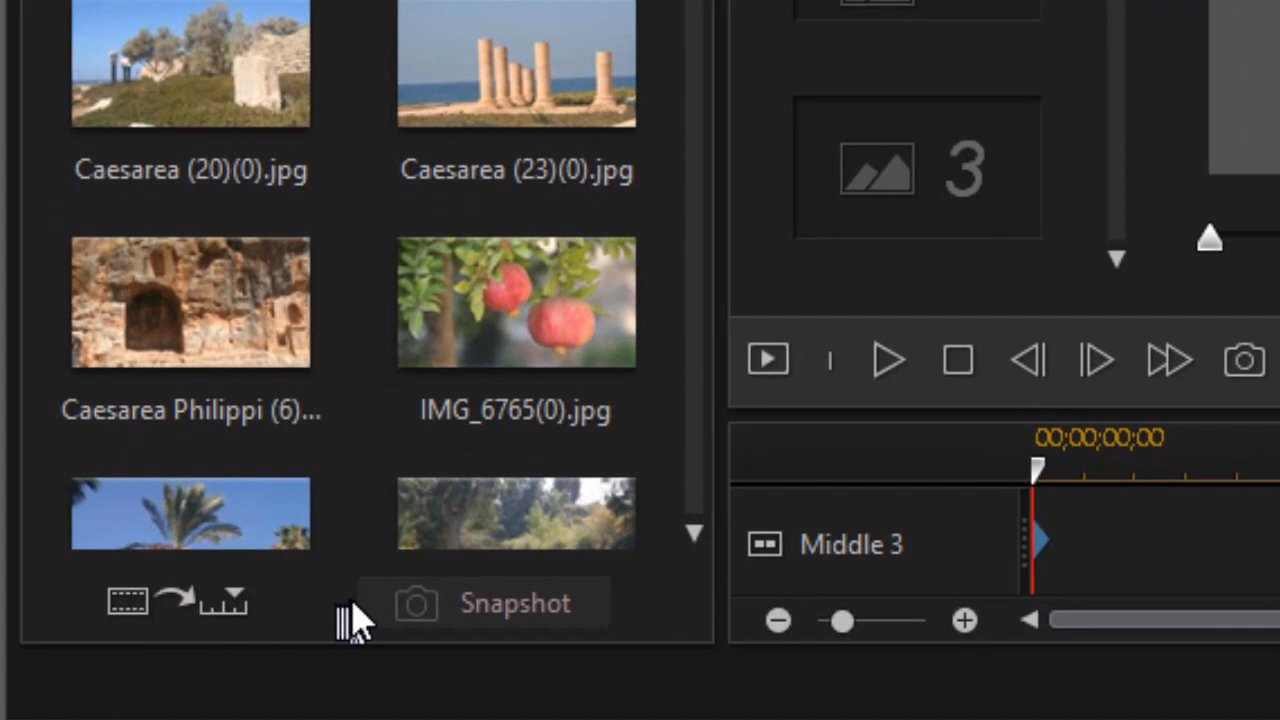 Caesarea (20)(0).jpg
Caesarea (23)(0).jpg
3
Caesarea Philippi (6)...
IMG_6765(0).jpg
00;00;00;00
Middle 3
Snapshot